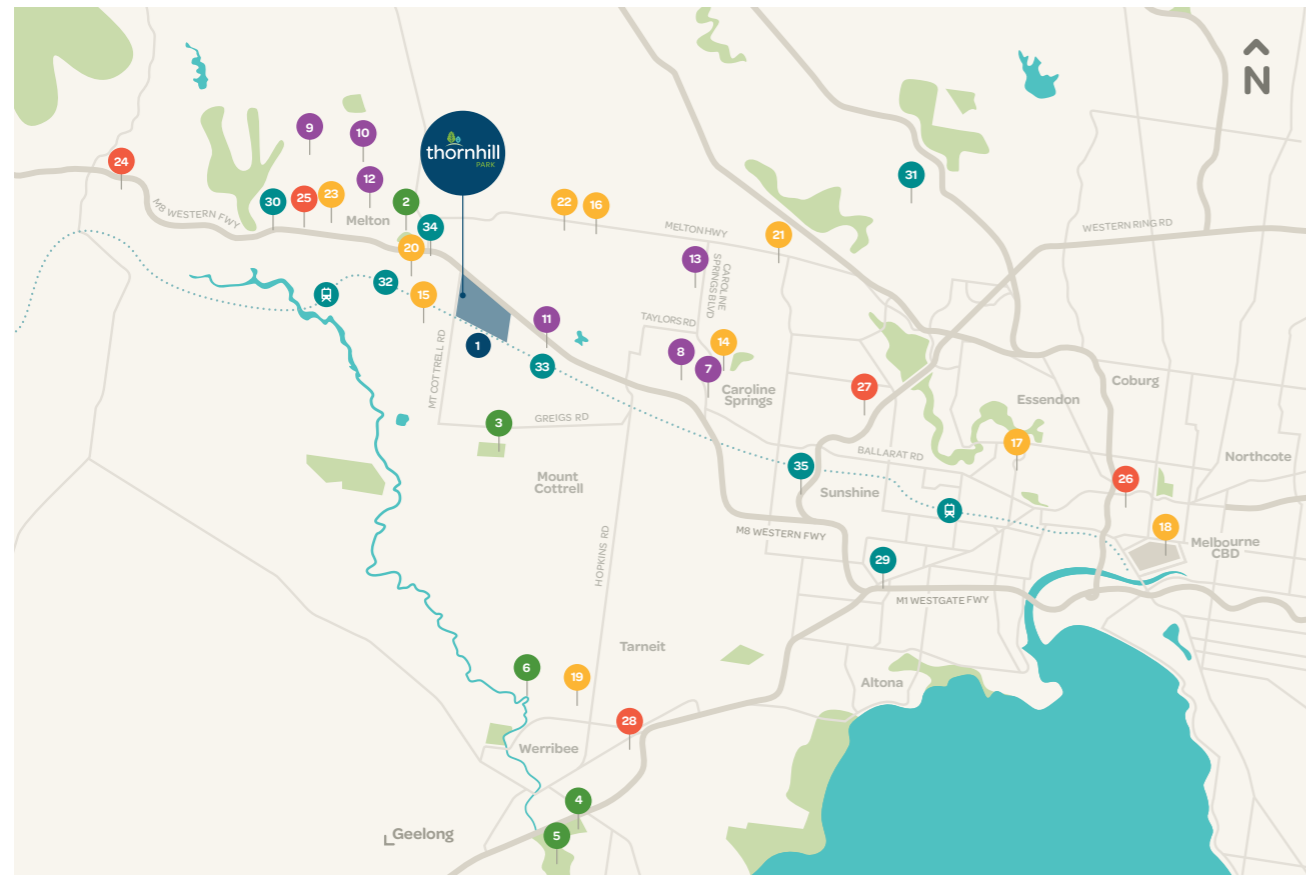 N
9
10
thornhill
PARK
24
12
31
30
25
23
2
22
16
M8 WESTERN FWY
Melton
34
MELTON HWY
21
WESTERN RING RD
20
13
CAROLINE
SPRINGS BLVD
32
15
11
TAYLORS RD
1
14
8
7
33
MT COTTRELL RD
Caroline
Springs
27
Coburg
Essendon
3
GREIGS RD
17
BALLARAT RD
Northcote
35
Mount
Cottrell
Sunshine
26
18
M8 WESTERN FWY
Melbourne
CBD
HOPKINS RD
29
M1 WESTGATE FWY
Tarneit
6
19
Altona
28
Werribee
4
5
Geelong